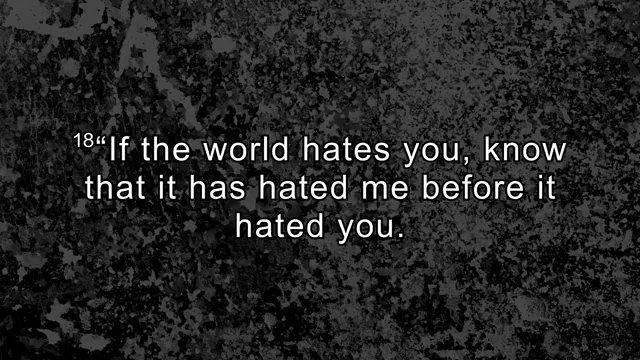 18“If the world hates you, know
that it has hated me before it
hated you.